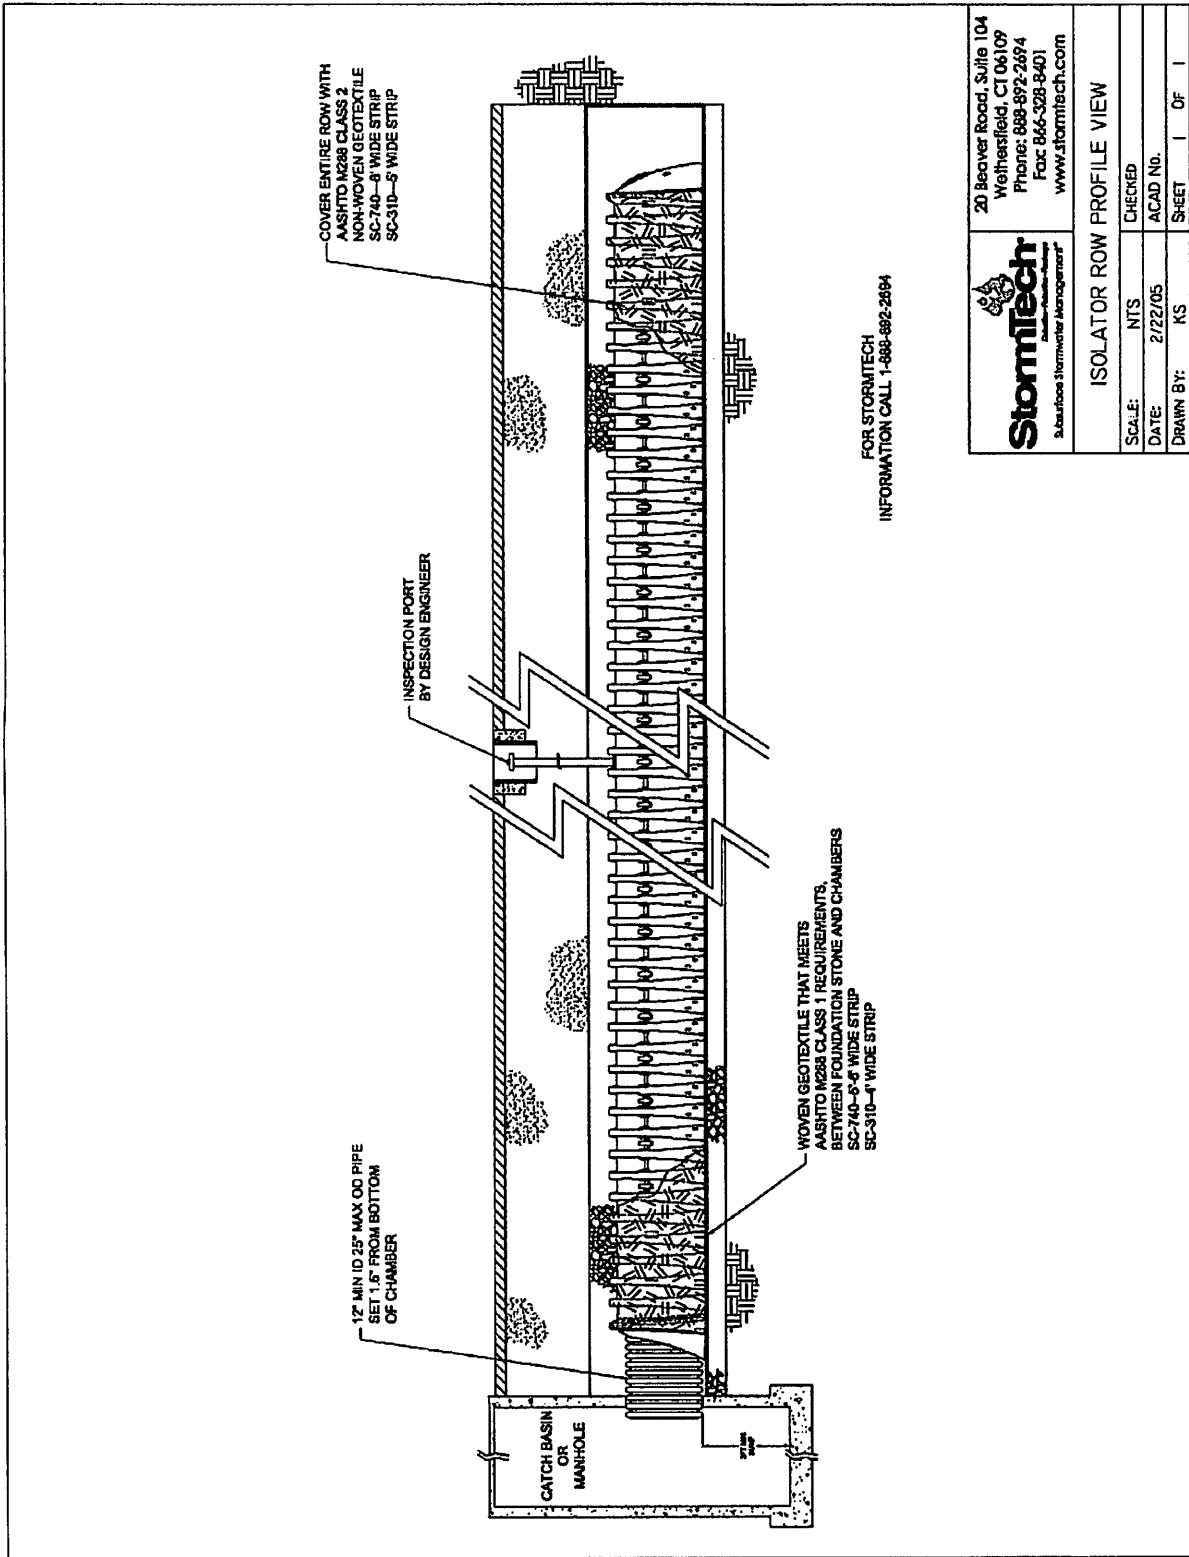 COVER ENTIRE ROW WITH
AASHTO M288 CLASS 2
NON-WOVEN GEOTEXTILE
SC-740—8' WIDE STRIP
SC-310—5' WIDE STRIP
INSPECTION PORT
BY DESIGN ENGINEER
12" MIN ID 25" MAX OD PIPE
SET 1.5" FROM BOTTOM
OF CHAMBER
CATCH BASIN
OR
MANHOLE
WOVEN GEOTEXTILE THAT MEETS
AASHTO M288 CLASS 1 REQUIREMENTS,
BETWEEN FOUNDATION STONE AND CHAMBERS
SC-740—5'-6' WIDE STRIP
SC-310—4' WIDE STRIP
FOR STORMTECH
INFORMATION CALL 1-888-892-2694
StormTech
Subsurface Stormwater Management
20 Beaver Road, Suite 104
Wethersfield, CT 06109
Phone: 888-892-2694
Fax: 866-328-8401
www.stormtech.com
ISOLATOR ROW PROFILE VIEW
SCALE: NTS CHECKED
DATE: 2/22/05 ACAD No.
DRAWN BY: KS SHEET 1 OF 1